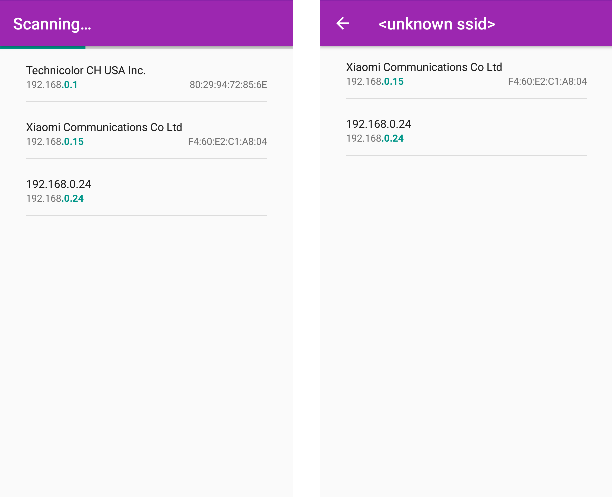 Scanning...
Technicolor CH USA Inc.
192.168.0.1 80:29:94:72:85:6E
Xiaomi Communications Co Ltd
192.168.0.15 F4:60:E2:C1:A8:04
192.168.0.24
192.168.0.24
<unknown ssid>
Xiaomi Communications Co Ltd
192.168.0.15 F4:60:E2:C1:A8:04
192.168.0.24
192.168.0.24